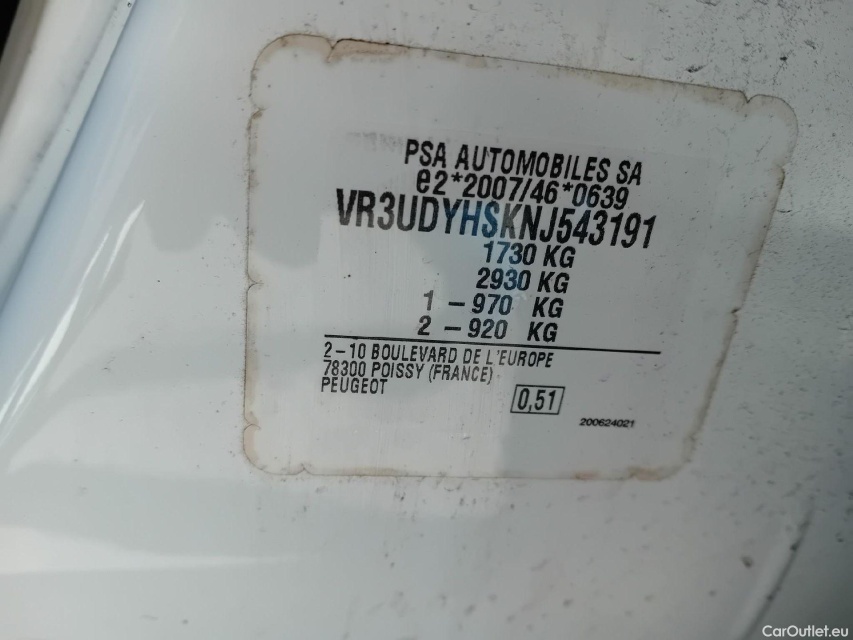 PSA AUTOMOBILES SA
e2*2007/46*0639
VR3UDYHSKNJ543191
1730 KG
2930 KG
1 – 970 KG
2 – 920 KG
2–10 BOULEVARD DE L'EUROPE
78300 POISSY (FRANCE)
PEUGEOT
0,51
200624021
CarOutlet.eu